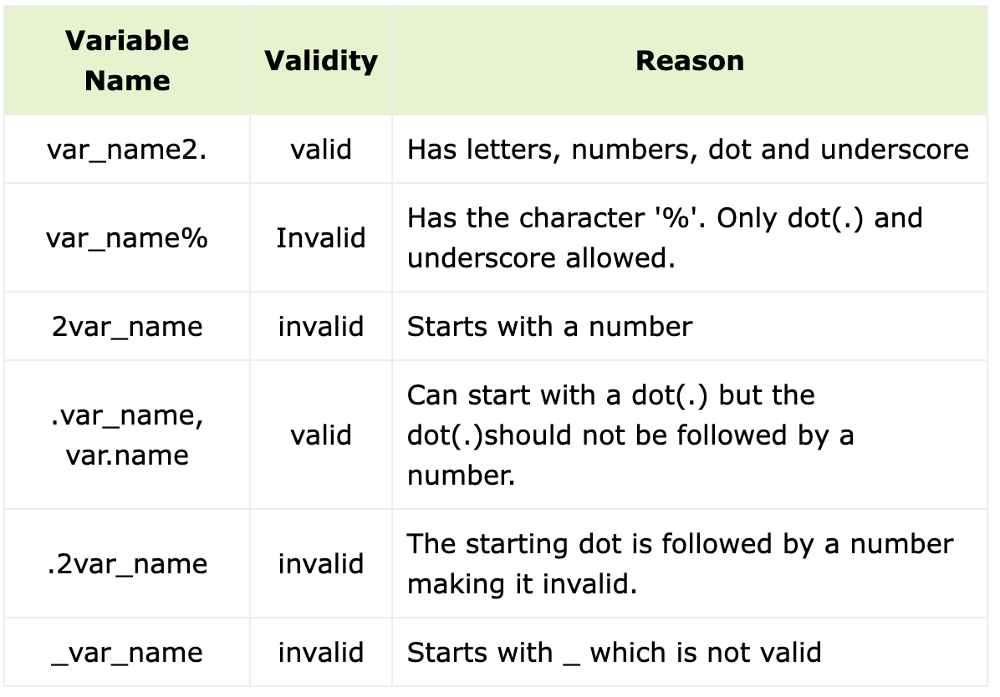 Variable
Name
Validity
Reason
var_name2.
valid
Has letters, numbers, dot and underscore
var_name%
Invalid
Has the character '%'. Only dot(.) and
underscore allowed.
2var_name
invalid
Starts with a number
.var_name,
var.name
valid
Can start with a dot(.) but the
dot(.)should not be followed by a
number.
.2var_name
invalid
The starting dot is followed by a number
making it invalid.
_var_name
invalid
Starts with _ which is not valid